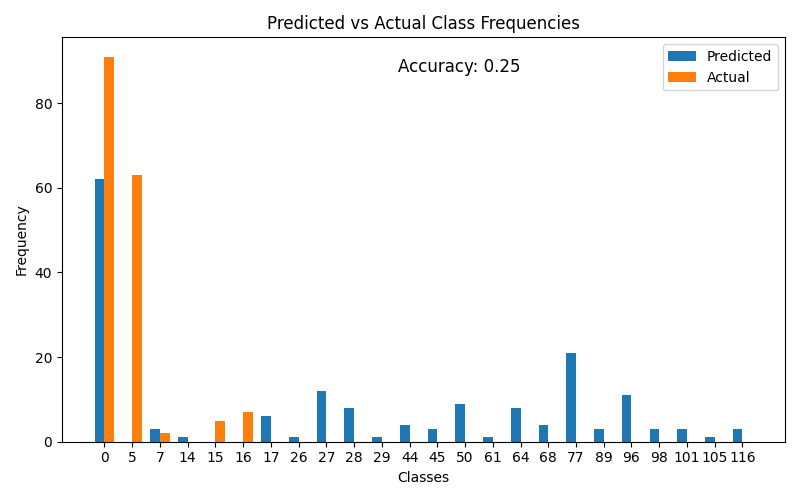 Predicted vs Actual Class Frequencies
Accuracy: 0.25
Predicted
Actual
Frequency
80
60
40
20
0
0 5 7 14 15 16 17 26 27 28 29 44 45 50 61 64 68 77 89 96 98 101 105 116
Classes